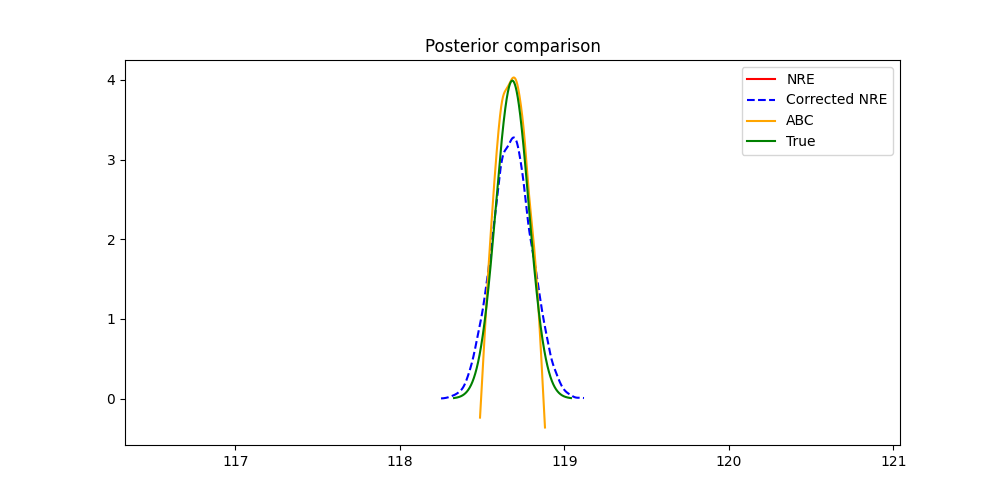 Posterior comparison
NRE
Corrected NRE
ABC
True
4
3
2
1
0
117 118 119 120 121